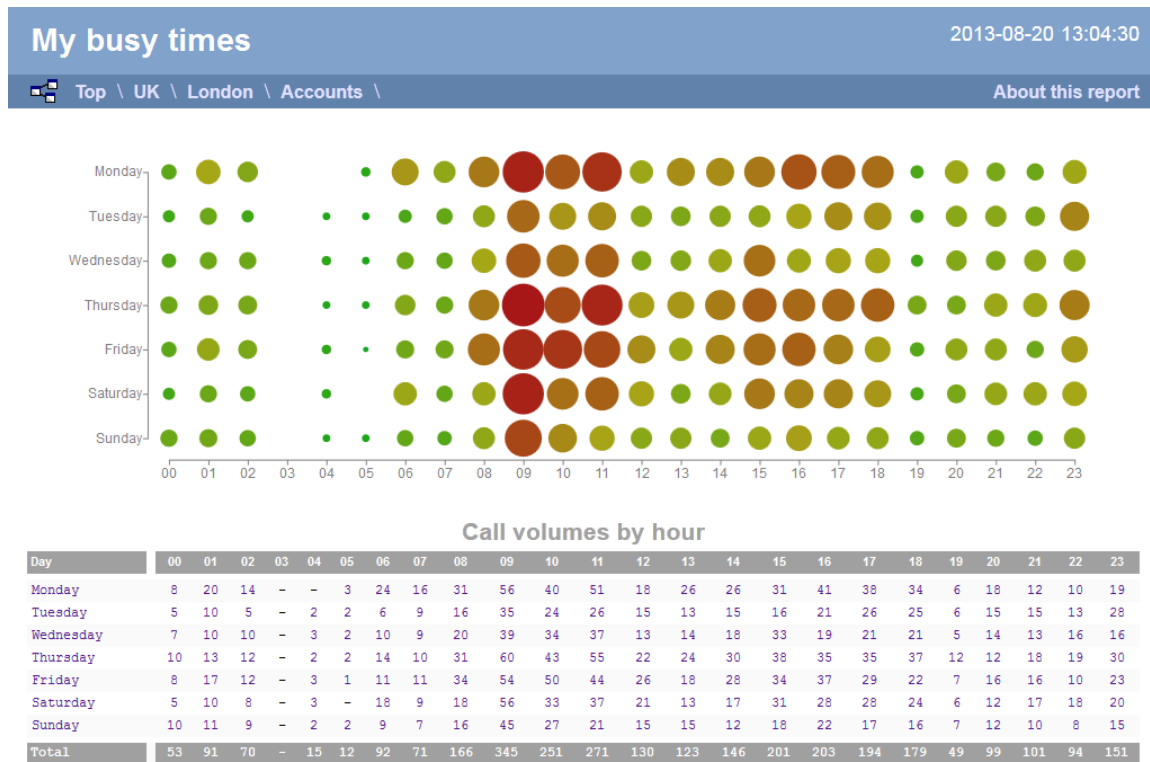 My busy times 2013-08-20 13:04:30
Top \ UK \ London \ Accounts \ About this report
Monday
Tuesday
Wednesday
Thursday
Friday
Saturday
Sunday
00 01 02 03 04 05 06 07 08 09 10 11 12 13 14 15 16 17 18 19 20 21 22 23
Call volumes by hour
Day 00 01 02 03 04 05 06 07 08 09 10 11 12 13 14 15 16 17 18 19 20 21 22 23
Monday 8 20 14 – – 3 24 16 31 56 40 51 18 26 26 31 41 38 34 6 18 12 10 19
Tuesday 5 10 5 – 2 2 6 9 16 35 24 26 15 13 15 16 21 26 25 6 15 15 13 28
Wednesday 7 10 10 – 3 2 10 9 20 39 34 37 13 14 18 33 19 21 21 5 14 13 16 16
Thursday 10 13 12 – 2 2 14 10 31 60 43 55 22 24 30 38 35 35 37 12 12 18 19 30
Friday 8 17 12 – 3 1 11 11 34 54 50 44 26 18 28 34 37 29 22 7 16 16 10 23
Saturday 5 10 8 – 3 – 18 9 18 56 33 37 21 13 17 31 28 28 24 6 12 17 18 20
Sunday 10 11 9 – 2 2 9 7 16 45 27 21 15 15 12 18 22 17 16 7 12 10 8 15
Total 53 91 70 – 15 12 92 71 166 345 251 271 130 123 146 201 203 194 179 49 99 101 94 151